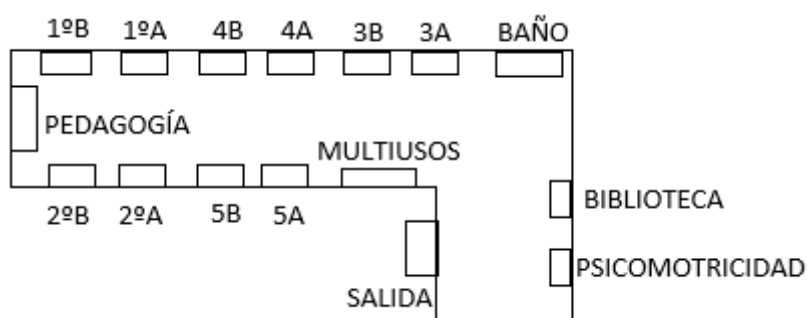 1ºB 1ºA 4B 4A 3B 3A BAÑO
PEDAGOGÍA
MULTIUSOS
2ºB 2ºA 5B 5A
BIBLIOTECA
PSICOMOTRICIDAD
SALIDA